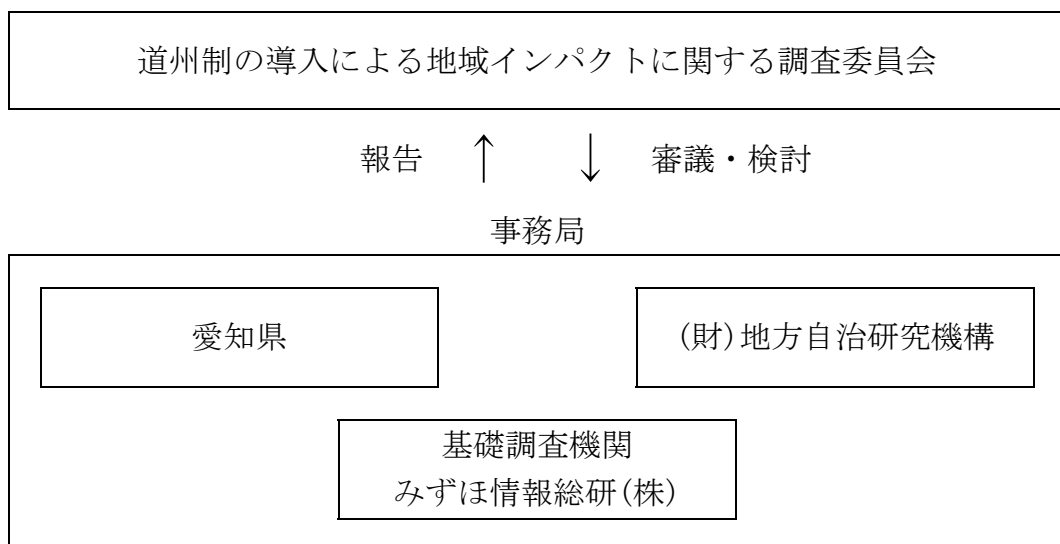 道州制の導入による地域インパクトに関する調査委員会
報告 ↑ ↓ 審議・検討
事務局
愛知県
(財)地方自治研究機構
基礎調査機関
みずほ情報総研(株)